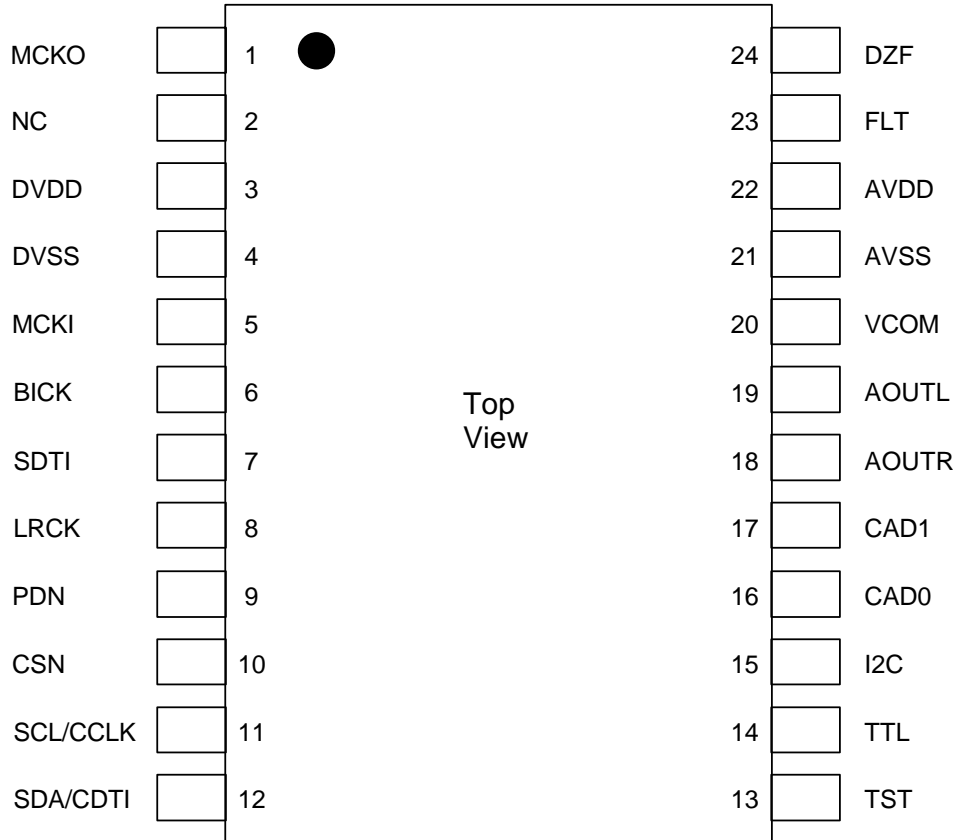 MCKO 1 24 DZF
NC 2 23 FLT
DVDD 3 22 AVDD
DVSS 4 21 AVSS
MCKI 5 20 VCOM
BICK 6 19 AOUTL
Top
View
SDTI 7 18 AOUTR
LRCK 8 17 CAD1
PDN 9 16 CAD0
CSN 10 15 I2C
SCL/CCLK 11 14 TTL
SDA/CDTI 12 13 TST